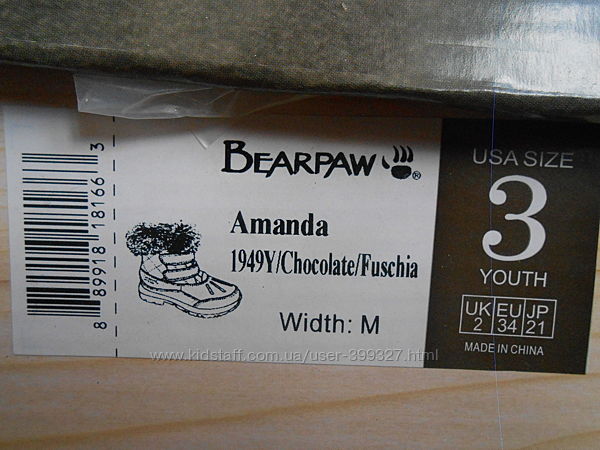 8 89918 18166 3
BEARPAW ®
Amanda
1949Y/Chocolate/Fuschia
Width: M
USA SIZE
3
YOUTH
UK EU JP
2 34 21
MADE IN CHINA
www.kidstaff.com.ua/user-399327.html